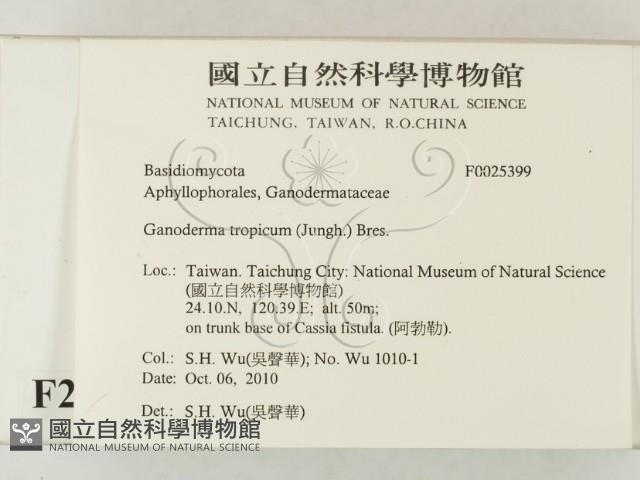 國立自然科學博物館
NATIONAL MUSEUM OF NATURAL SCIENCE
TAICHUNG, TAIWAN, R.O.CHINA
Basidiomycota F0025399
Aphyllophorales, Ganodermataceae
Ganoderma tropicum (Jungh.) Bres.
Loc.: Taiwan. Taichung City: National Museum of Natural Science
(國立自然科學博物館)
24.10.N, 120.39.E; alt. 50m;
on trunk base of Cassia fistula. (阿勃勒).
Col.: S.H. Wu(吳聲華); No. Wu 1010-1
Date: Oct. 06, 2010
Det.: S.H. Wu(吳聲華)
F2
國立自然科學博物館
NATIONAL MUSEUM OF NATURAL SCIENCE